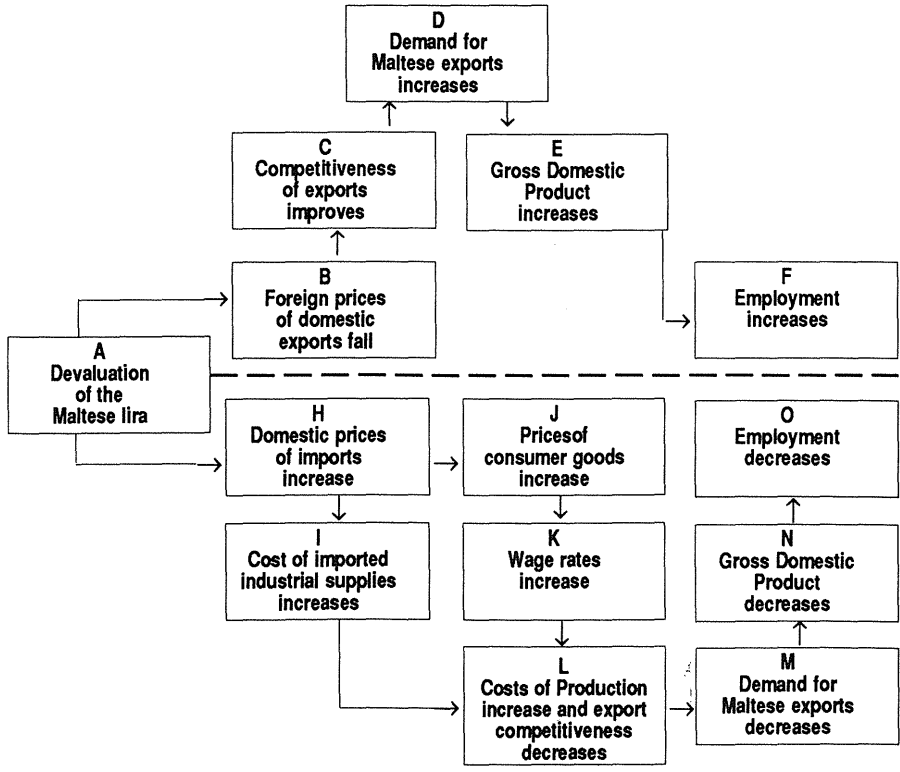 D
Demand for
Maltese exports
increases
C
Competitiveness
of exports
improves
E
Gross Domestic
Product
increases
B
Foreign prices
of domestic
exports fall
F
Employment
increases
A
Devaluation
of the
Maltese lira
H
Domestic prices
of imports
increase
J
Pricesof
consumer goods
increase
O
Employment
decreases
I
Cost of imported
industrial supplies
increases
K
Wage rates
increase
N
Gross Domestic
Product
decreases
L
Costs of Production
increase and export
competitiveness
decreases
M
Demand for
Maltese exports
decreases